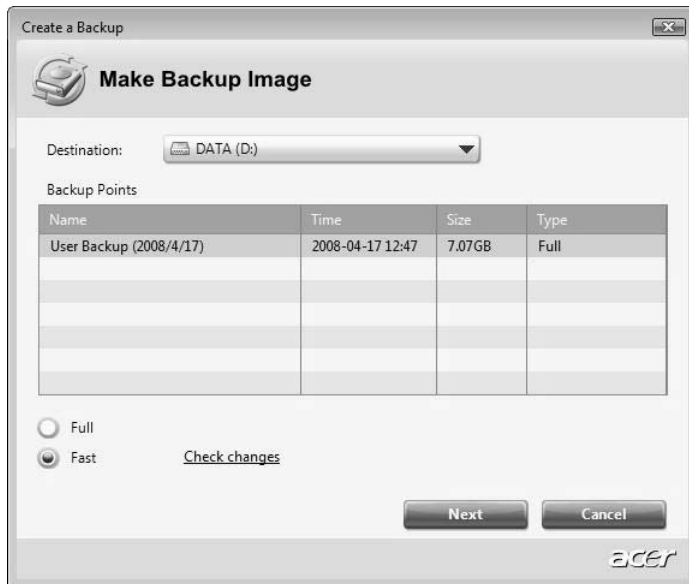 Create a Backup
Make Backup Image
Destination: DATA (D:)
Backup Points
Name Time Size Type
User Backup (2008/4/17) 2008-04-17 12:47 7.07GB Full
Full
Fast Check changes
Next Cancel
acer